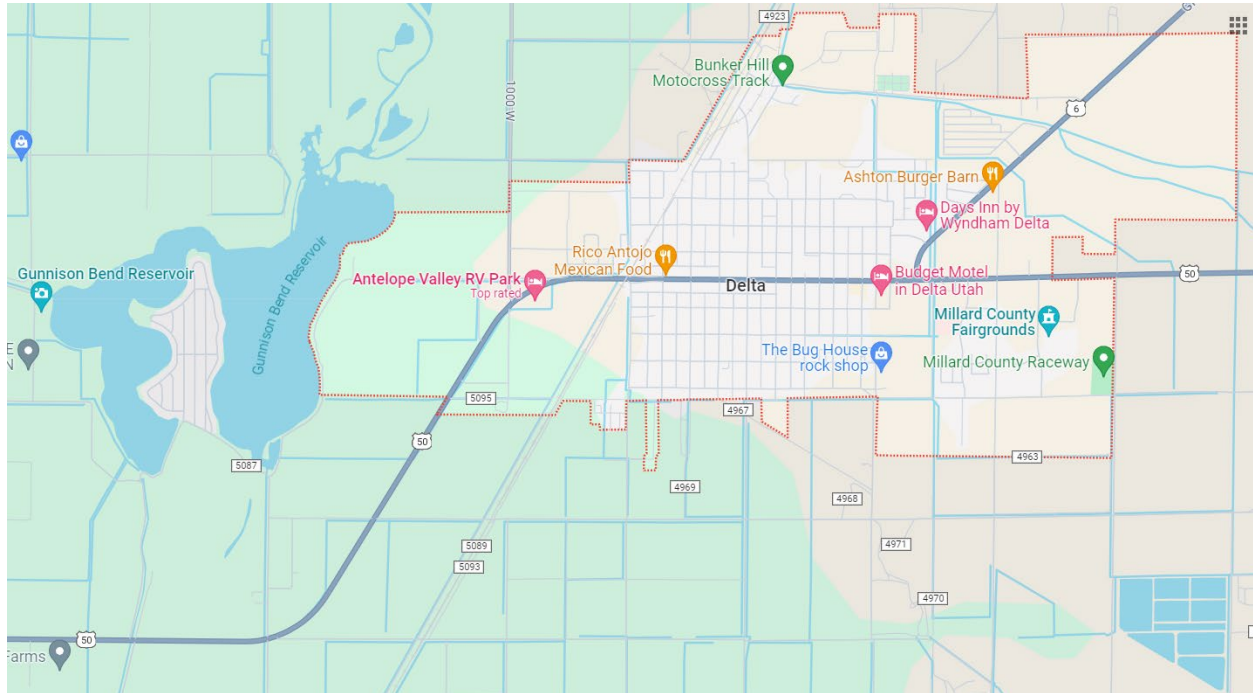 4923
Bunker Hill
Motocross Track
1000 W
6
Ashton Burger Barn
Days Inn by
Wyndham Delta
Rico Antojo
Mexican Food
Gunnison Bend Reservoir
Gunnison Bend Reservoir
Antelope Valley RV Park
Top rated
Delta
Budget Motel
in Delta Utah
50
Millard County
Fairgrounds
The Bug House
rock shop
Millard County Raceway
5095
4967
50
5087
4963
4969
4968
5089
4971
5093
4970
50
Farms